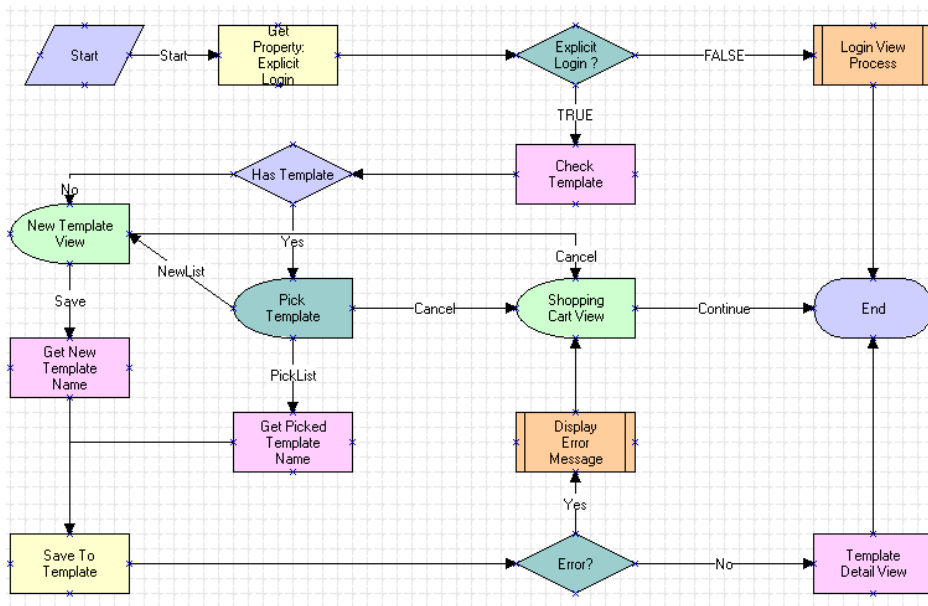 Start
Start
Get
Property:
Explicit
Login
Explicit
Login ?
FALSE
Login View
Process
TRUE
Has Template
Check
Template
No
New Template
View
Yes
NewList
Cancel
Save
Pick
Template
Cancel
Shopping
Cart View
Continue
End
Get New
Template
Name
PickList
Get Picked
Template
Name
Display
Error
Message
Yes
Save To
Template
Error?
No
Template
Detail View